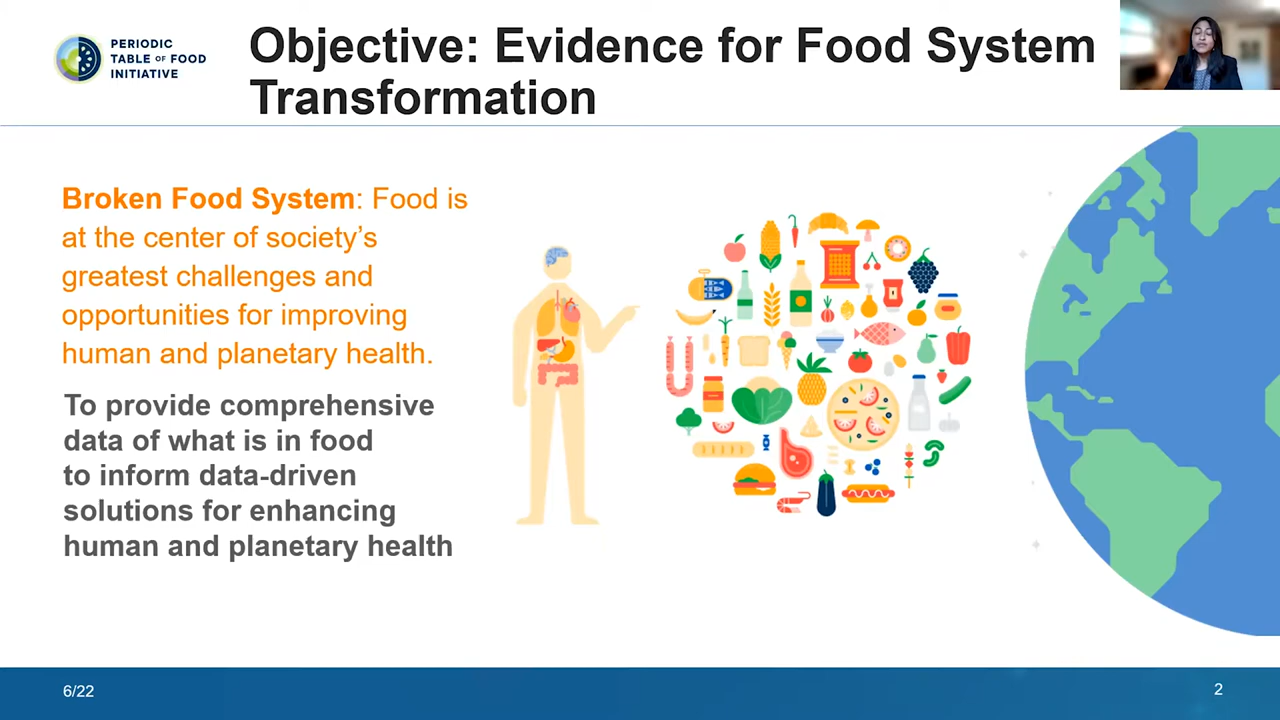 PERIODIC
TABLE OF FOOD
INITIATIVE
Objective: Evidence for Food System
Transformation
Broken Food System: Food is
at the center of society’s
greatest challenges and
opportunities for improving
human and planetary health.
To provide comprehensive
data of what is in food
to inform data-driven
solutions for enhancing
human and planetary health
6/22
2